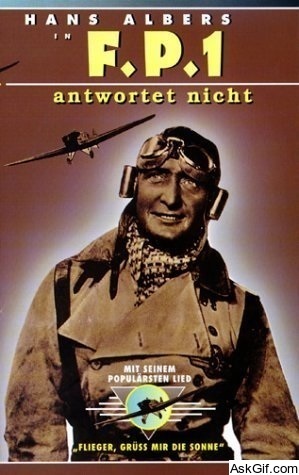 HANS ALBERS
IN
F.P.1
antwortet nicht
MIT SEINEM
POPULÄRSTEN LIED
„FLIEGER, GRÜSS MIR DIE SONNE"
AskGif.com